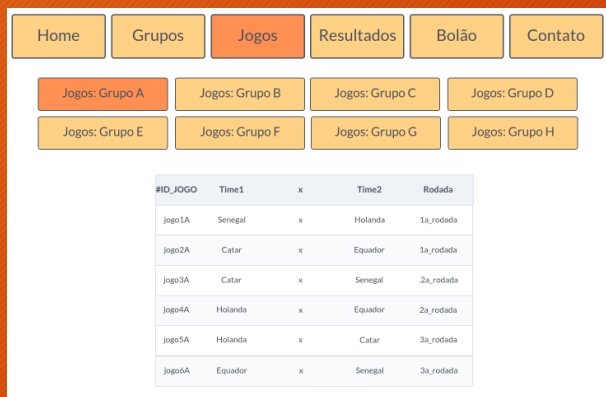 Home Grupos Jogos Resultados Bolão Contato
Jogos: Grupo A Jogos: Grupo B Jogos: Grupo C Jogos: Grupo D
Jogos: Grupo E Jogos: Grupo F Jogos: Grupo G Jogos: Grupo H
#ID_JOGO Time1 x Time2 Rodada
jogo1A Senegal x Holanda 1a_rodada
jogo2A Catar x Equador 1a_rodada
jogo3A Catar x Senegal .2a_rodada
jogo4A Holanda x Equador 2a_rodada
jogo5A Holanda x Catar 3a_rodada
jogo6A Equador x Senegal 3a_rodada